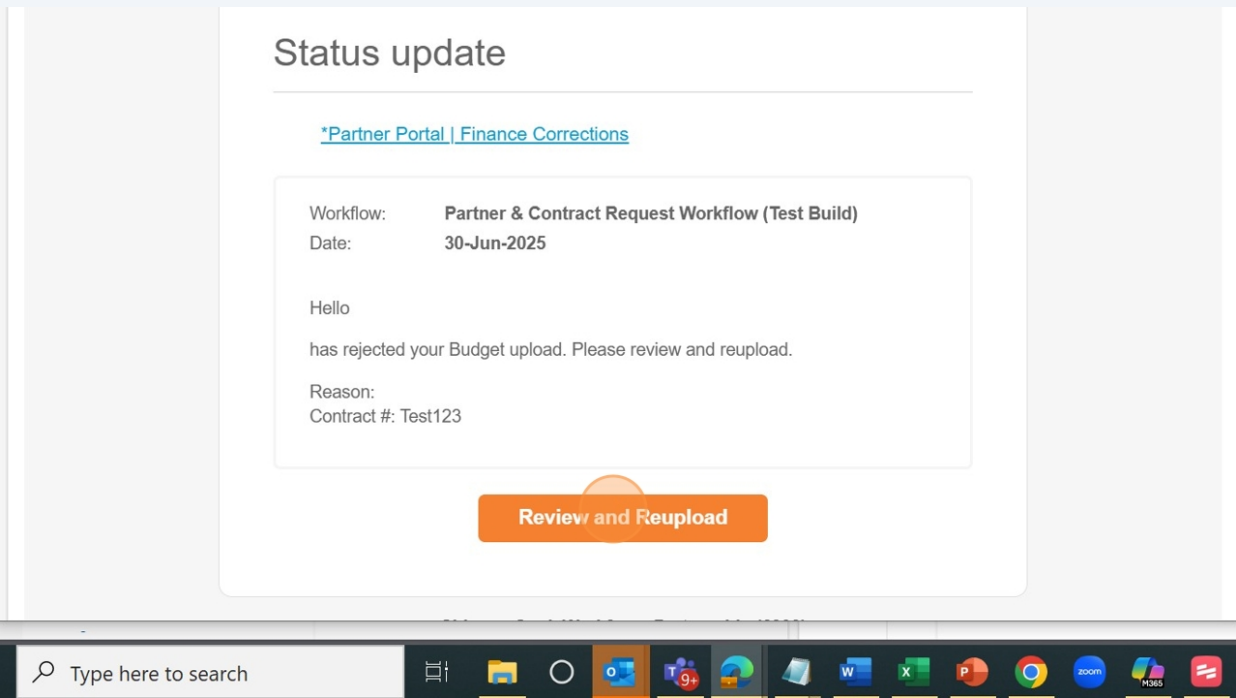 Status update
*Partner Portal | Finance Corrections
Workflow: Partner & Contract Request Workflow (Test Build)
Date: 30-Jun-2025
Hello
has rejected your Budget upload. Please review and reupload.
Reason:
Contract #: Test123
Review and Reupload
Type here to search
O
T
9+
W
X
P
zoom
M365